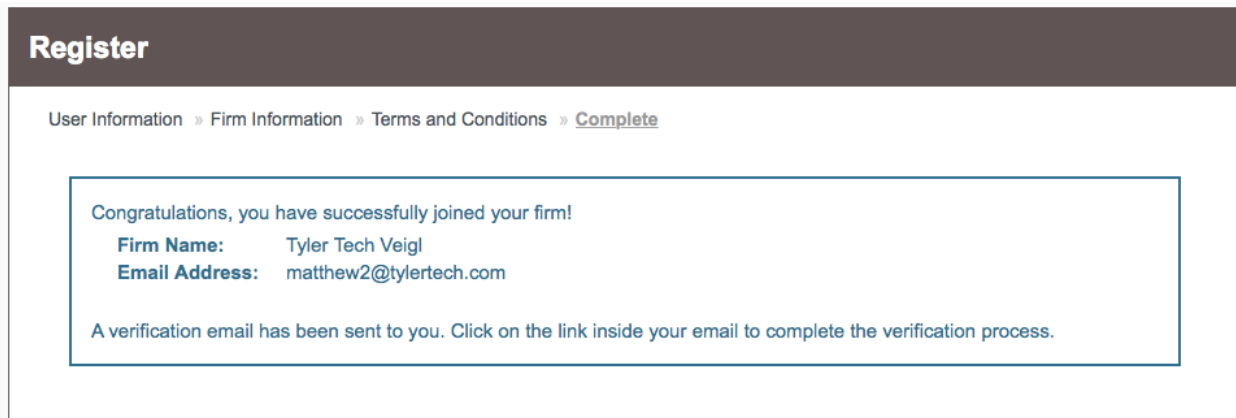 Register
User Information » Firm Information » Terms and Conditions » Complete
Congratulations, you have successfully joined your firm!
Firm Name: Tyler Tech Veigl
Email Address: matthew2@tylertech.com
A verification email has been sent to you. Click on the link inside your email to complete the verification process.